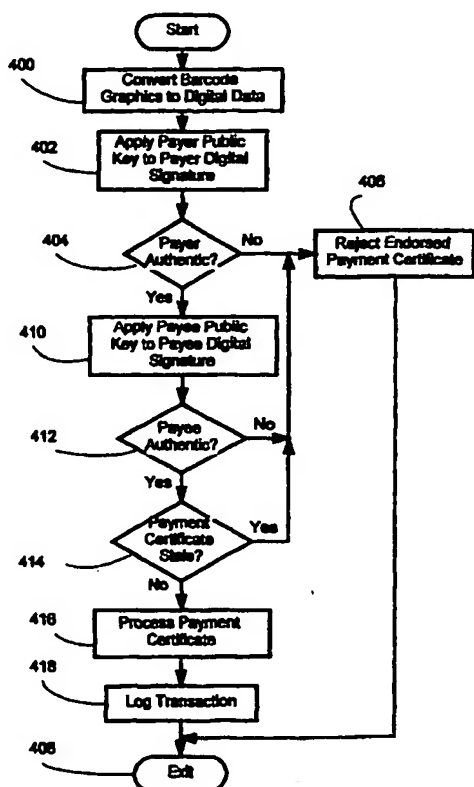 Start
400
Convert Barcode
Graphics to Digital Data
402
Apply Payer Public
Key to Payer Digital
Signature
406
404
Payer
Authentic?
No
Reject Endorsed
Payment Certificate
Yes
410
Apply Payee Public
Key to Payee Digital
Signature
412
Payee
Authentic?
No
Yes
414
Payment
Certificate
Stale?
Yes
No
416
Process Payment
Certificate
418
Log Transaction
408
Exit